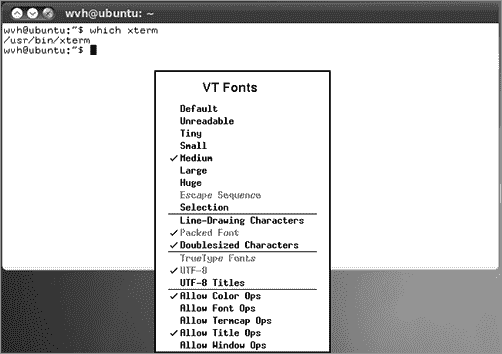 wvh@ubuntu: ~
wvh@ubuntu:~$ which xterm
/usr/bin/xterm
wvh@ubuntu:~$
VT Fonts
Default
Unreadable
Tiny
Small
✓ Medium
Large
Huge
Escape Sequence
Selection
Line-Drawing Characters
✓ Packed Font
✓ Doublesized Characters
TrueType Fonts
✓ UTF-8
UTF-8 Titles
✓ Allow Color Ops
Allow Font Ops
Allow Termcap Ops
✓ Allow Title Ops
Allow Window Ops